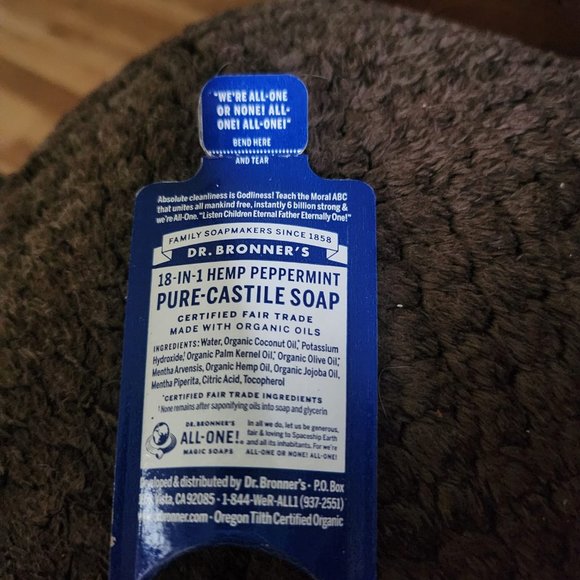 "WE'RE ALL-ONE
OR NONE! ALL-
ONE! ALL-ONE!"
BEND HERE
AND TEAR
Absolute cleanliness is Godliness! Teach the Moral ABC
that unites all mankind free, instantly 6 billion strong &
we're All-One. "Listen Children Eternal Father Eternally One!"
FAMILY SOAPMAKERS SINCE 1858
DR. BRONNER'S
18-IN-1 HEMP PEPPERMINT
PURE-CASTILE SOAP
CERTIFIED FAIR TRADE
MADE WITH ORGANIC OILS
INGREDIENTS: Water, Organic Coconut Oil,* Potassium
Hydroxide,† Organic Palm Kernel Oil,* Organic Olive Oil,*
Mentha Arvensis, Organic Hemp Oil, Organic Jojoba Oil,
Mentha Piperita, Citric Acid, Tocopherol
*CERTIFIED FAIR TRADE INGREDIENTS
† None remains after saponifying oils into soap and glycerin
DR. BRONNER'S
ALL-ONE!
MAGIC SOAPS
In all we do, let us be generous,
fair & loving to Spaceship Earth
and all its inhabitants. For we're
ALL-ONE OR NONE! ALL-ONE!
distributed by Dr. Bronner's • P.O. Box
Vista, CA 92085 • 1-844-WeR-ALL1 (937-2551)
Oregon Tilth Certified Organic